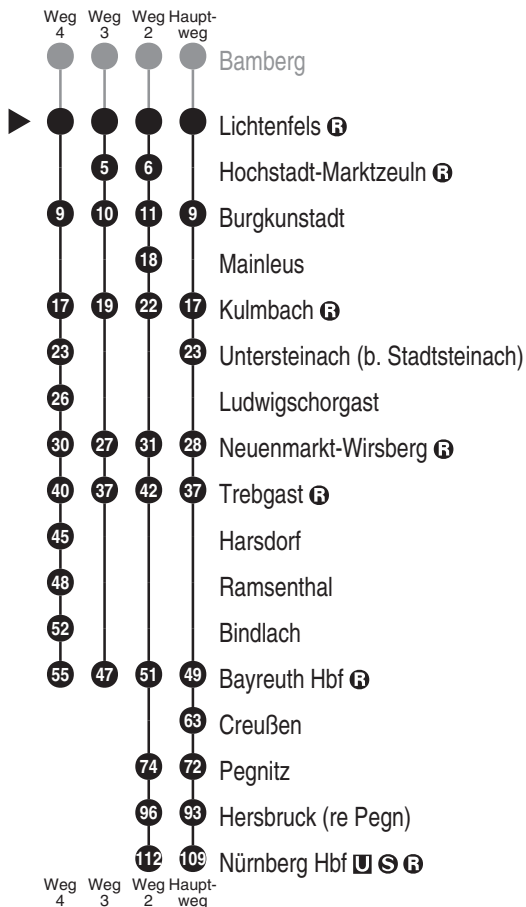 Weg Weg Weg Haupt-
4 3 2 weg
Bamberg
Lichtenfels R
5 6 Hochstadt-Marktzeuln R
9 10 11 9 Burgkunstadt
18 Mainleus
17 19 22 17 Kulmbach R
23 23 Untersteinach (b. Stadtsteinach)
26 Ludwigschorgast
30 27 31 28 Neuenmarkt-Wirsberg R
40 37 42 37 Trebgast R
45 Harsdorf
48 Ramsenthal
52 Bindlach
55 47 51 49 Bayreuth Hbf R
63 Creußen
74 72 Pegnitz
96 93 Hersbruck (re Pegn)
112 109 Nürnberg Hbf U S R
Weg Weg Weg Haupt-
4 3 2 weg